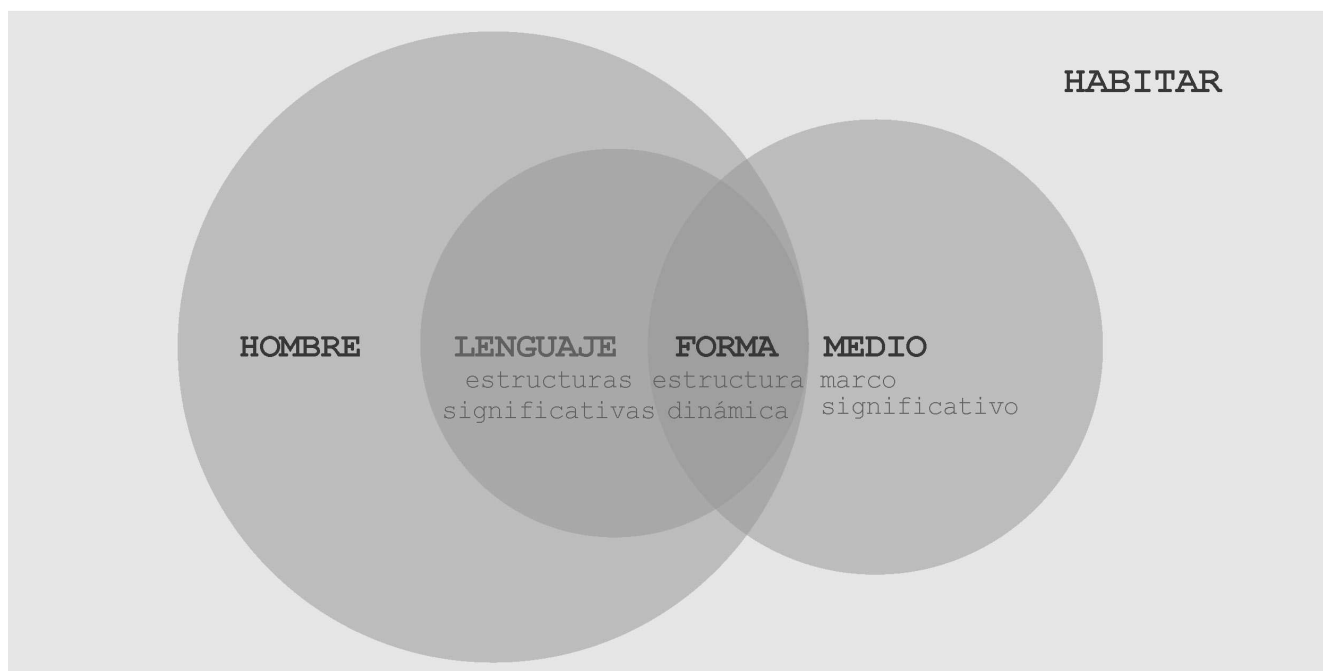 HABITAR
HOMBRE LENGUAJE FORMA MEDIO
estructuras estructura marco
significativas dinámica significativo